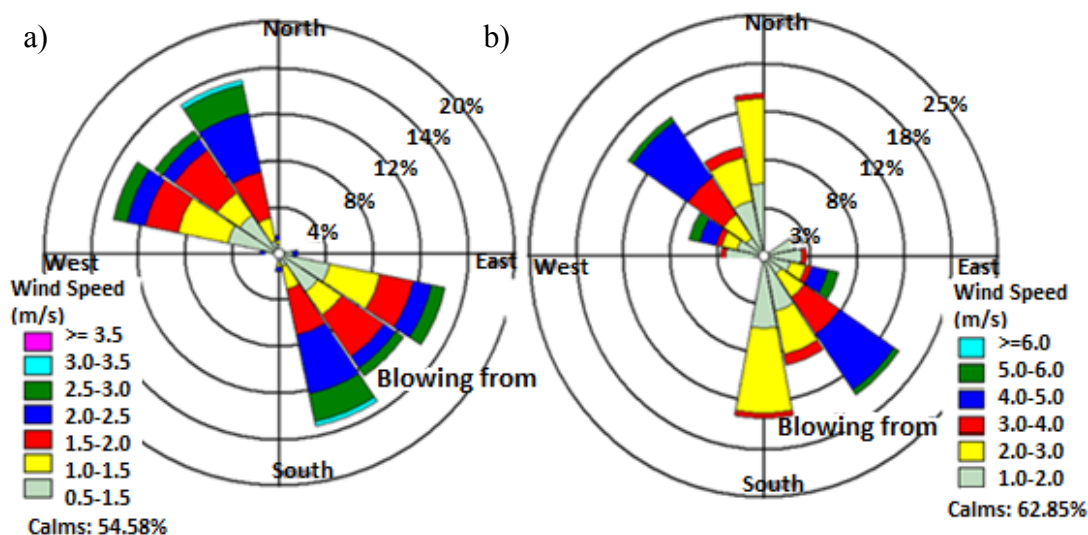 a)
North
20%
14%
12%
8%
4%
West
East
Wind Speed
(m/s)
>= 3.5
3.0-3.5
2.5-3.0
2.0-2.5
1.5-2.0
1.0-1.5
0.5-1.5
Blowing from
South
Calms: 54.58%
b)
North
25%
18%
12%
8%
3%
West
East
Wind Speed
(m/s)
>=6.0
5.0-6.0
4.0-5.0
3.0-4.0
2.0-3.0
1.0-2.0
Blowing from
South
Calms: 62.85%